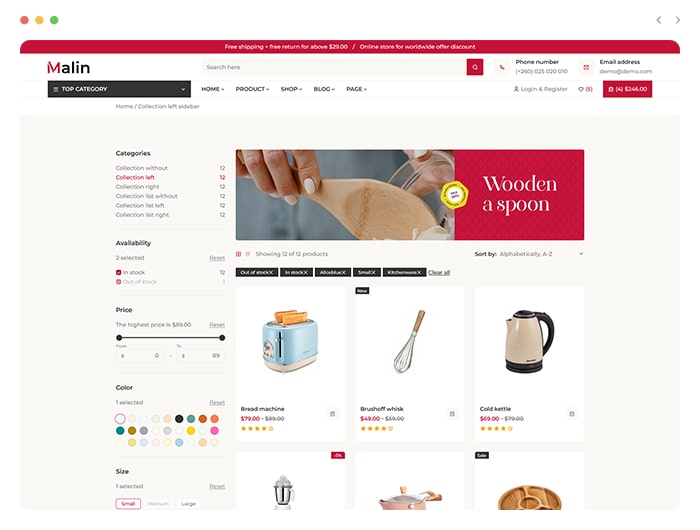 Free shipping + free return for above $29.00 / Online store for worldwide offer discount
Malin
Search here
Phone number
(+260) 025 020 010
Email address
demo@demo.com
TOP CATEGORY
HOME
PRODUCT
SHOP
BLOG
PAGE
Login & Register
(5)
(4) $246.00
Home / Collection left sidebar
Categories
Collection without 12
Collection left 12
Collection right 12
Collection list without 12
Collection list left 12
Collection list right 12
Availability
2 selected Reset
In stock 12
Out of stock 1
Price
The highest price is $89.00 Reset
From To
$ 0 - $ 89
Color
1 selected Reset
Size
1 selected Reset
Small Medium Large
Wooden
a spoon
SALE
Showing 12 of 12 products
Sort by: Alphabetically, A-Z
Out of stock X In stock X Aliceblue X Small X Kitchenware X Clear all
Bread machine
$79.00 - $89.00
New
Brushoff whisk
$49.00 - $59.00
Cold kettle
$69.00 - $79.00
-5%
Sale